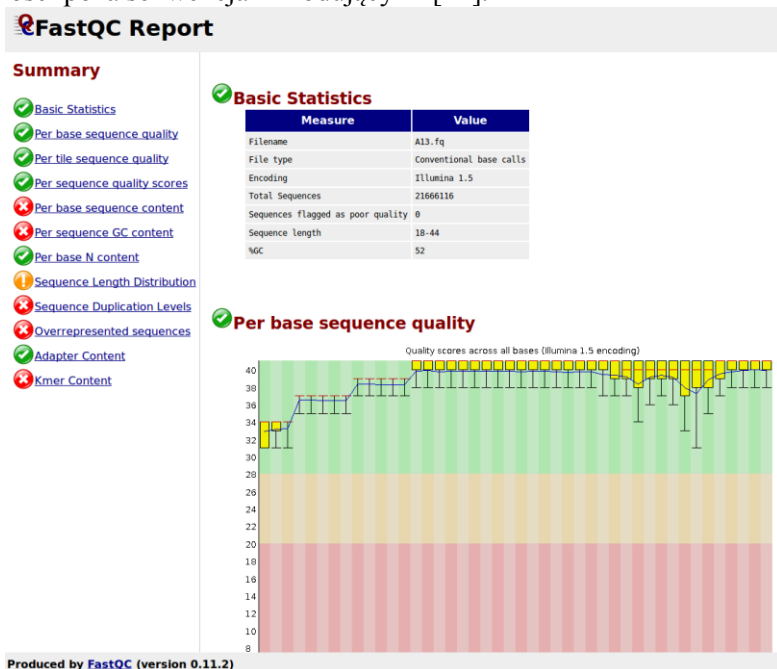 FastQC Report
Summary
Basic Statistics
Per base sequence quality
Per tile sequence quality
Per sequence quality scores
Per base sequence content
Per sequence GC content
Per base N content
Sequence Length Distribution
Sequence Duplication Levels
Overrepresented sequences
Adapter Content
Kmer Content
Basic Statistics
Measure Value
Filename A13.fq
File type Conventional base calls
Encoding Illumina 1.5
Total Sequences 21666116
Sequences flagged as poor quality 0
Sequence length 18-44
%GC 52
Per base sequence quality
Quality scores across all bases (Illumina 1.5 encoding)
40
38
36
34
32
30
28
26
24
22
20
18
16
14
12
10
8
Produced by FastQC (version 0.11.2)